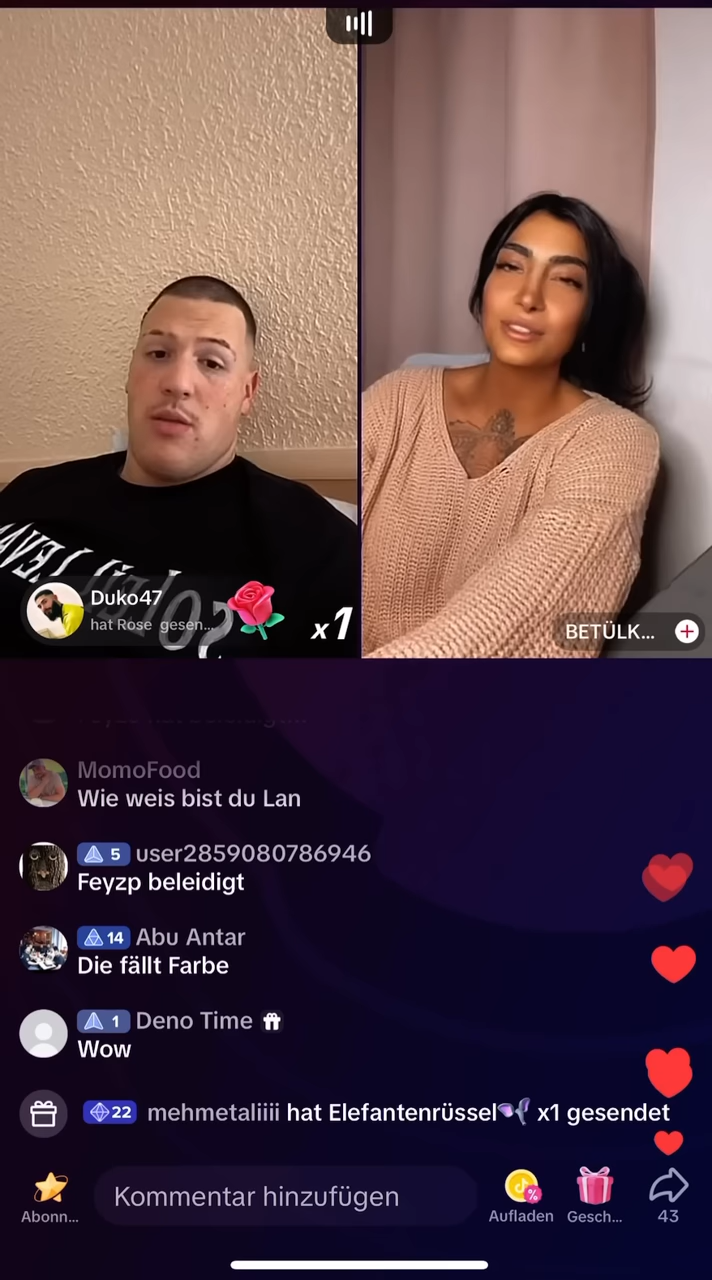 Duko47
hat Rose gesen...
x1
BETÜLK...
MomoFood
Wie weis bist du Lan
5 user2859080786946
Feyzp beleidigt
14 Abu Antar
Die fällt Farbe
1 Deno Time
Wow
22 mehmetaliiii hat Elefantenrüssel x1 gesendet
Kommentar hinzufügen
Abonn...
Aufladen
Gesch...
43